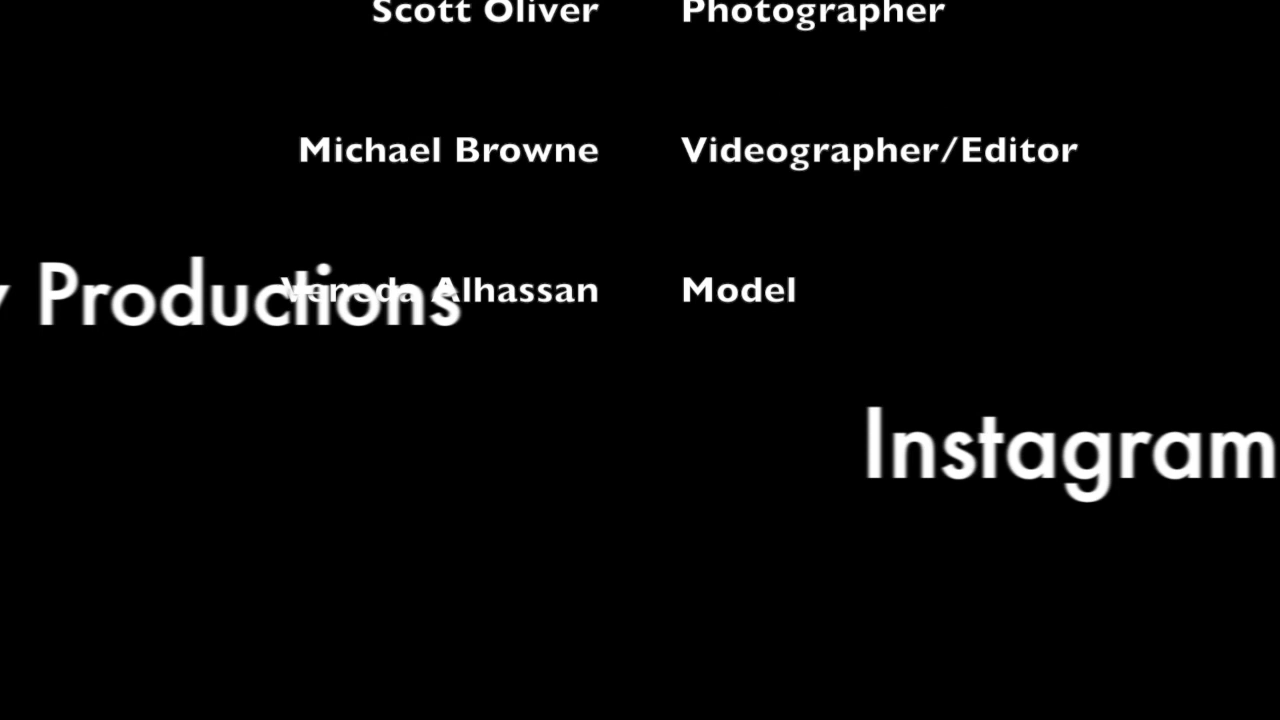 Scott Oliver Photographer
Michael Browne Videographer/Editor
Alhassan Model
y Productions
Instagram